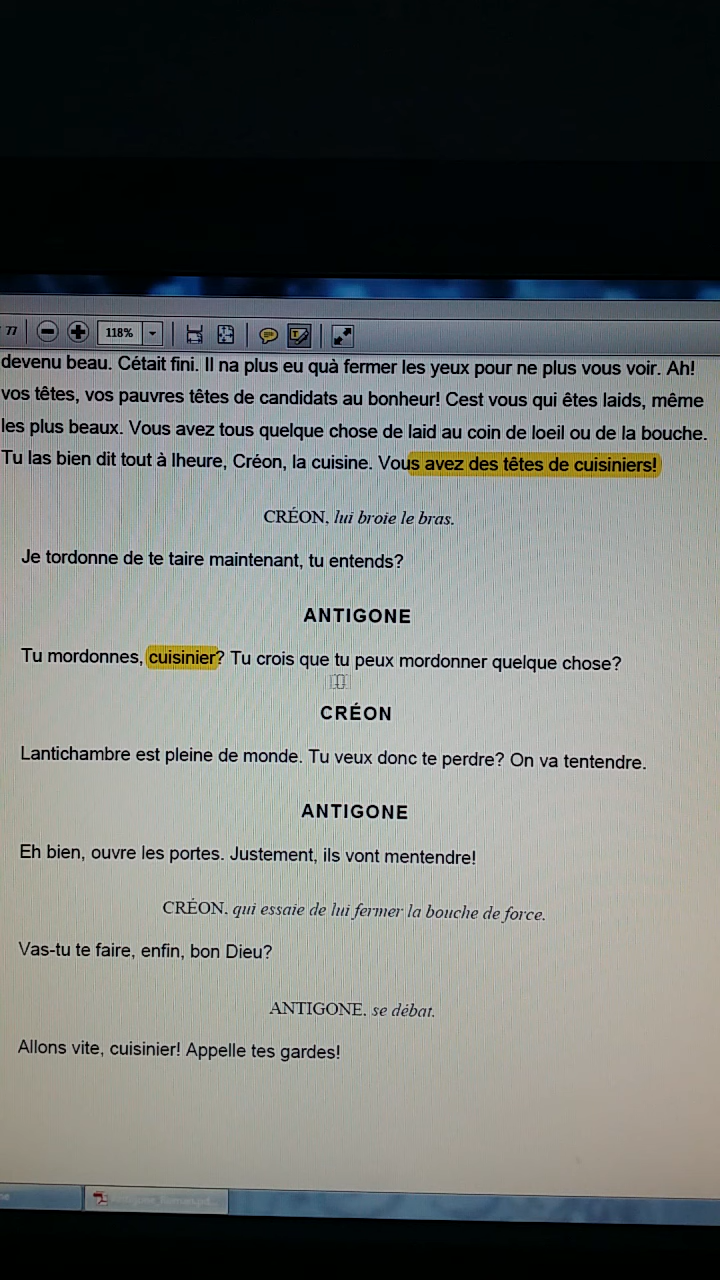 77
118%
devenu beau. Cétait fini. Il na plus eu quà fermer les yeux pour ne plus vous voir. Ah!
vos têtes, vos pauvres têtes de candidats au bonheur! Cest vous qui êtes laids, même
les plus beaux. Vous avez tous quelque chose de laid au coin de loeil ou de la bouche.
Tu las bien dit tout à lheure, Créon, la cuisine. Vous avez des têtes de cuisiniers!
CRÉON, lui broie le bras.
Je tordonne de te taire maintenant, tu entends?
ANTIGONE
Tu mordonnes, cuisinier? Tu crois que tu peux mordonner quelque chose?
CRÉON
Lantichambre est pleine de monde. Tu veux donc te perdre? On va tentendre.
ANTIGONE
Eh bien, ouvre les portes. Justement, ils vont mentendre!
CRÉON, qui essaie de lui fermer la bouche de force.
Vas-tu te faire, enfin, bon Dieu?
ANTIGONE, se débat.
Allons vite, cuisinier! Appelle tes gardes!